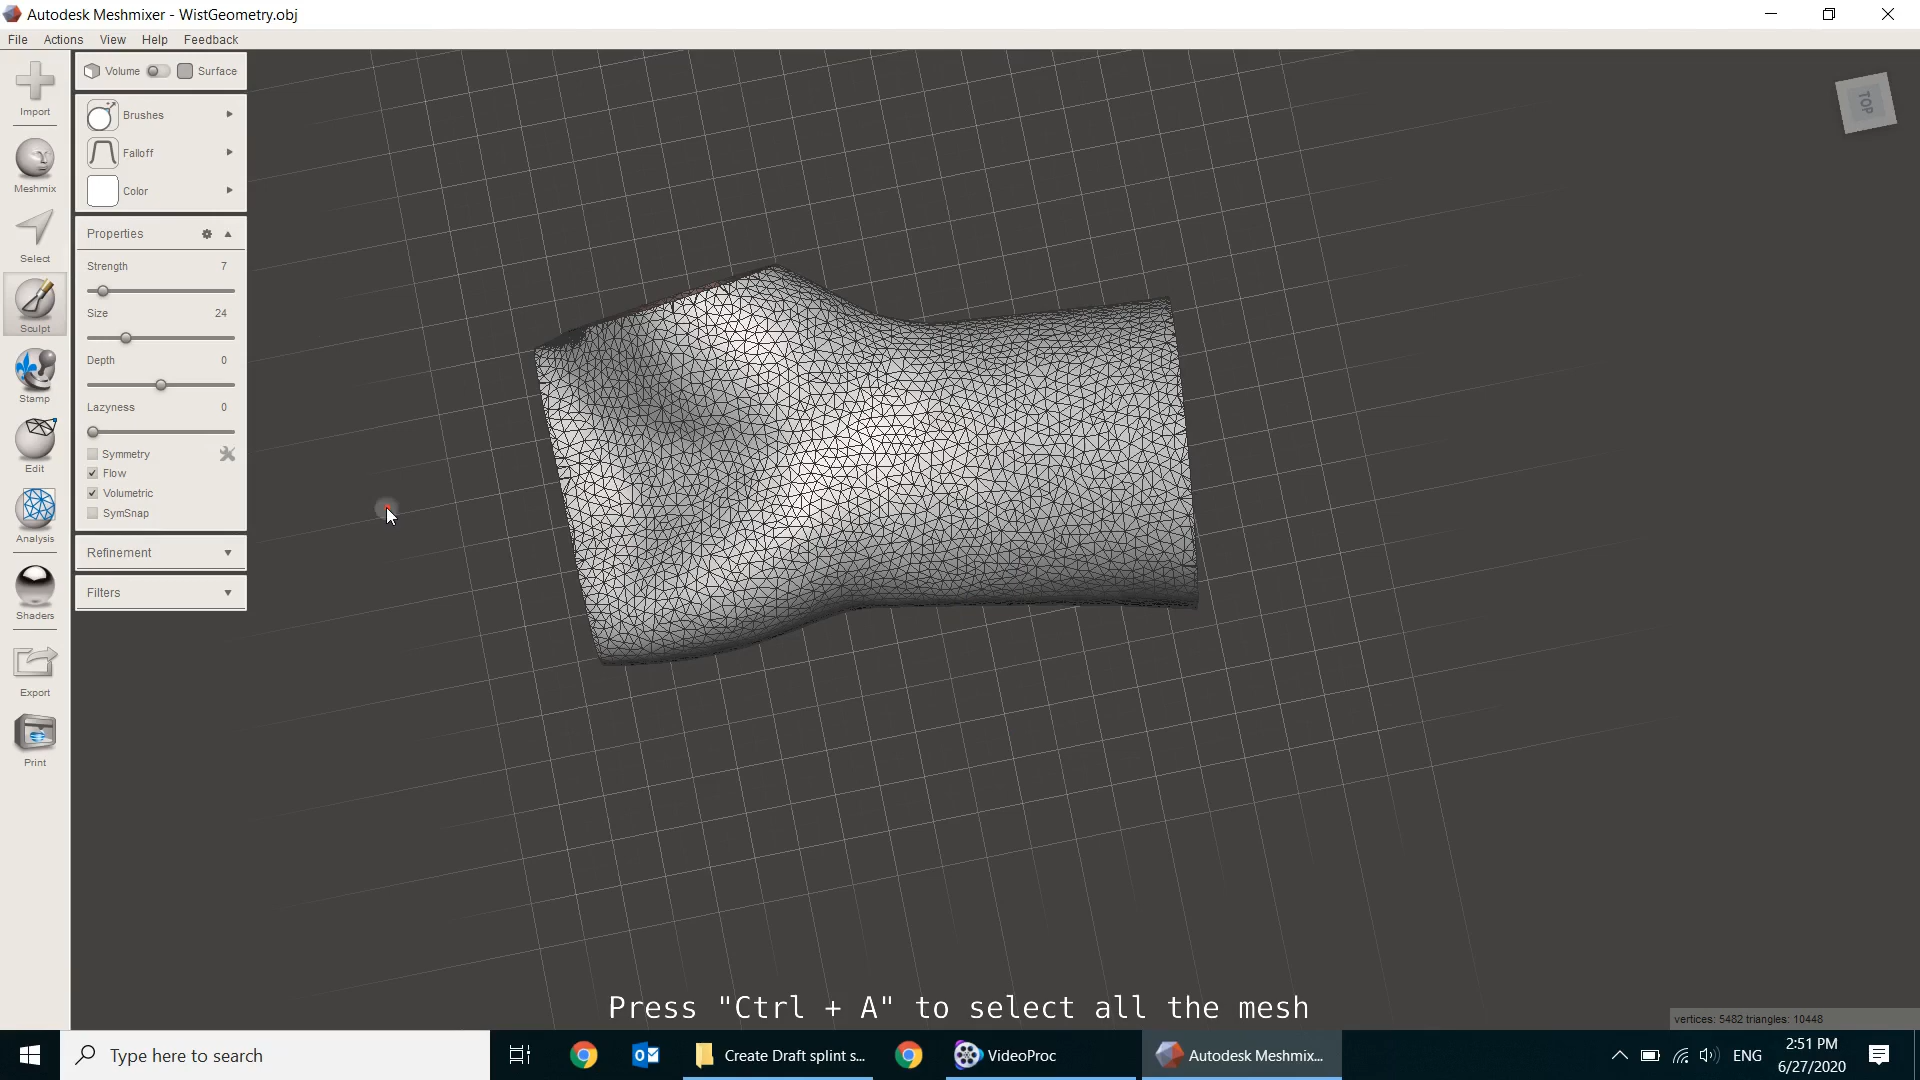 Autodesk Meshmixer - WistGeometry.obj
File Actions View Help Feedback
Import
Meshmix
Select
Sculpt
Stamp
Edit
Analysis
Shaders
Export
Print
Volume Surface
Brushes
Falloff
Color
Properties
Strength 7
Size 24
Depth 0
Lazyness 0
Symmetry
Flow
Volumetric
SymSnap
Refinement
Filters
TOP
Press "Ctrl + A" to select all the mesh
vertices: 5482 triangles: 10448
Type here to search
Create Draft splint s...
VideoProc
Autodesk Meshmix...
ENG
2:51 PM
6/27/2020